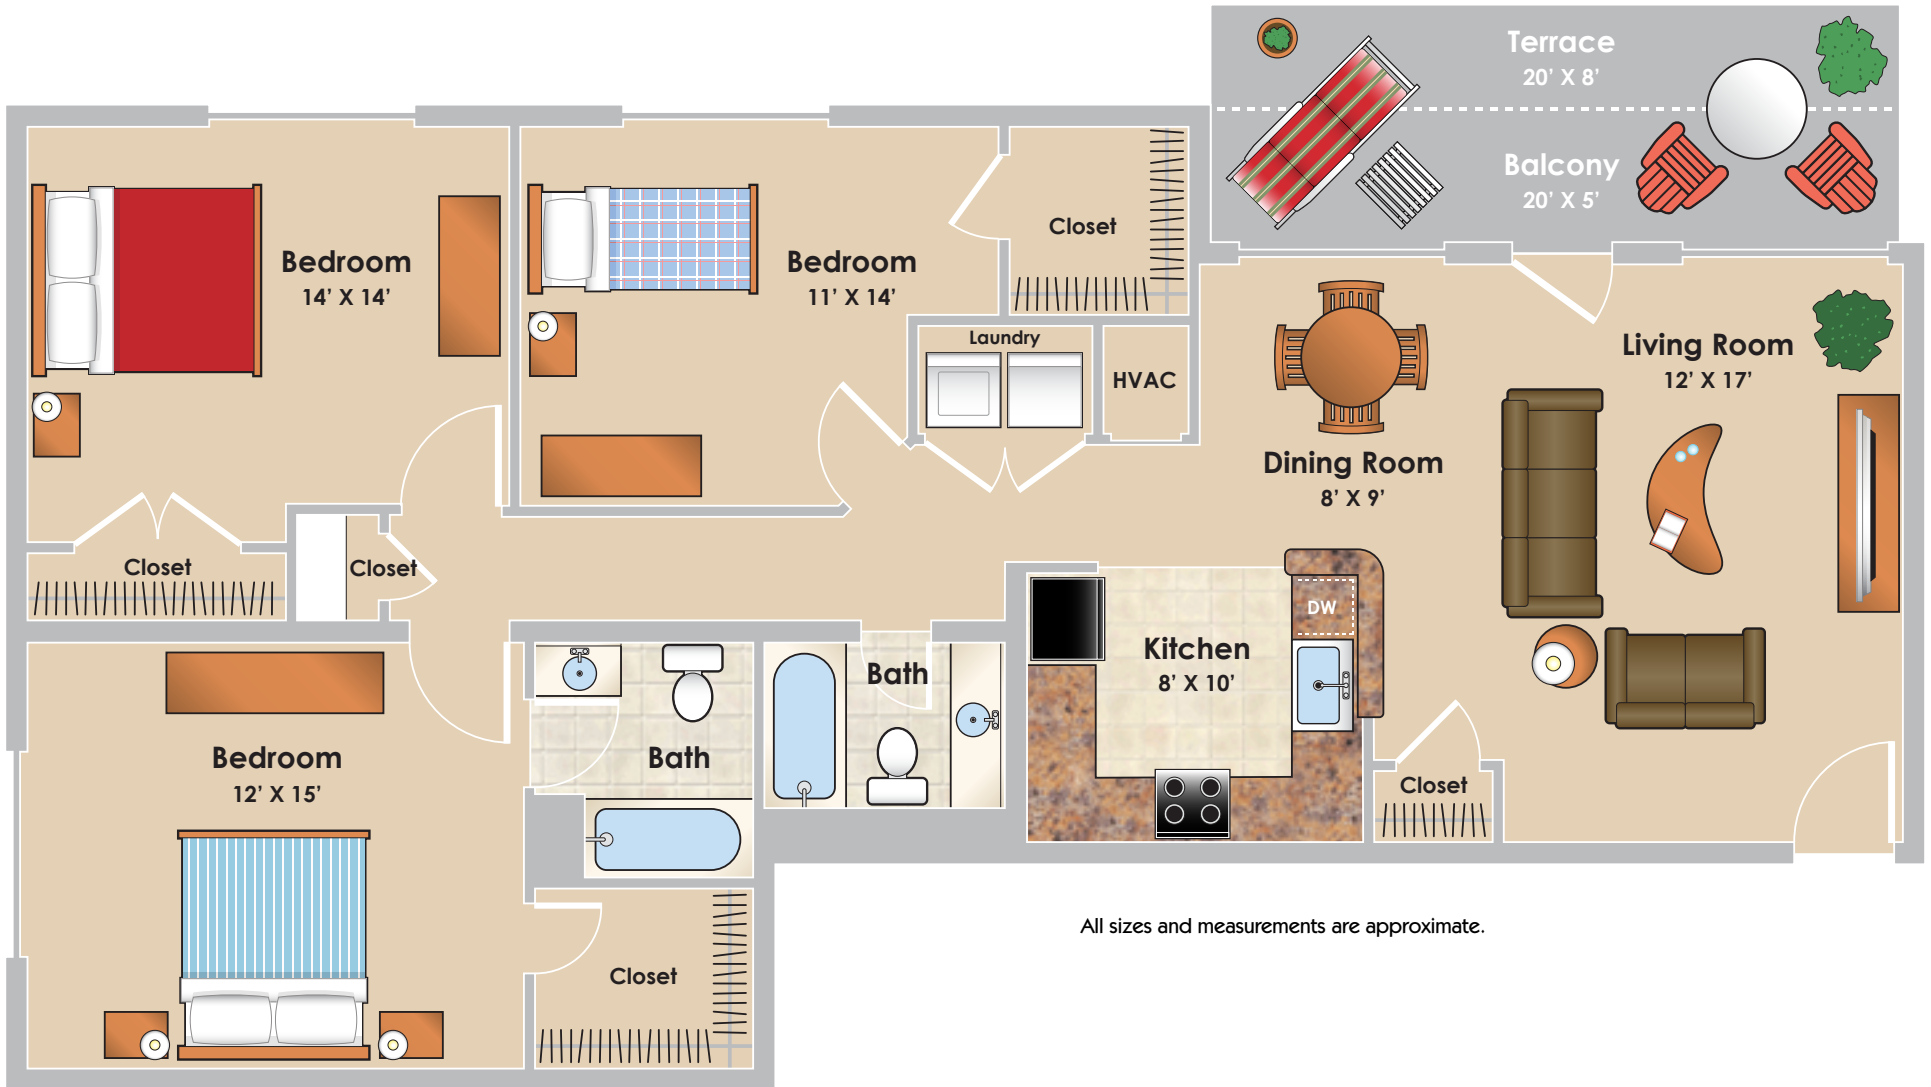 Terrace
20’ X 8’
Balcony
20’ X 5’
Bedroom
14’ X 14’
Bedroom
11’ X 14’
Closet
Laundry
HVAC
Living Room
12’ X 17’
Dining Room
8’ X 9’
Closet
Closet
DW
Kitchen
8’ X 10’
Bath
Bath
Bedroom
12’ X 15’
Closet
Closet
All sizes and measurements are approximate.